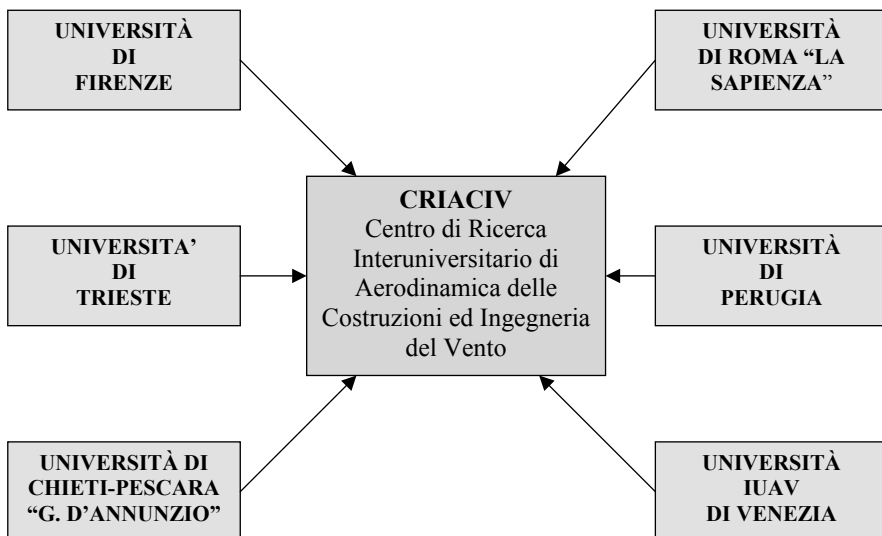 UNIVERSITÀ
DI
FIRENZE
UNIVERSITÀ
DI ROMA “LA
SAPIENZA”
CRIACIV
Centro di Ricerca
Interuniversitario di
Aerodinamica delle
Costruzioni ed Ingegneria
del Vento
UNIVERSITA’
DI
TRIESTE
UNIVERSITÀ
DI
PERUGIA
UNIVERSITÀ DI
CHIETI-PESCARA
“G. D’ANNUNZIO”
UNIVERSITÀ
IUAV
DI VENEZIA